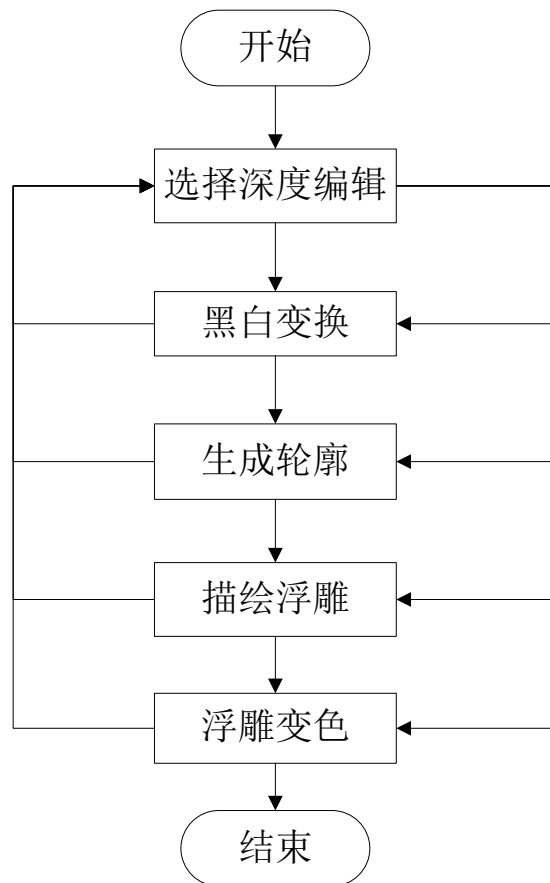 开始
选择深度编辑
黑白变换
生成轮廓
描绘浮雕
浮雕变色
结束